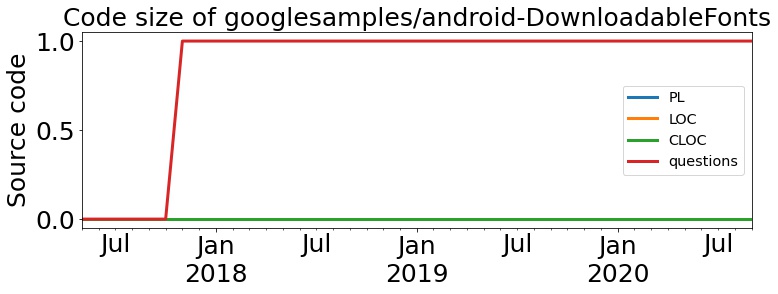 Code size of googlesamples/android-DownloadableFonts
Source code
1.0
0.5
0.0
PL
LOC
CLOC
questions
Jul Jan Jul Jan Jul Jan Jul
2018 2019 2020